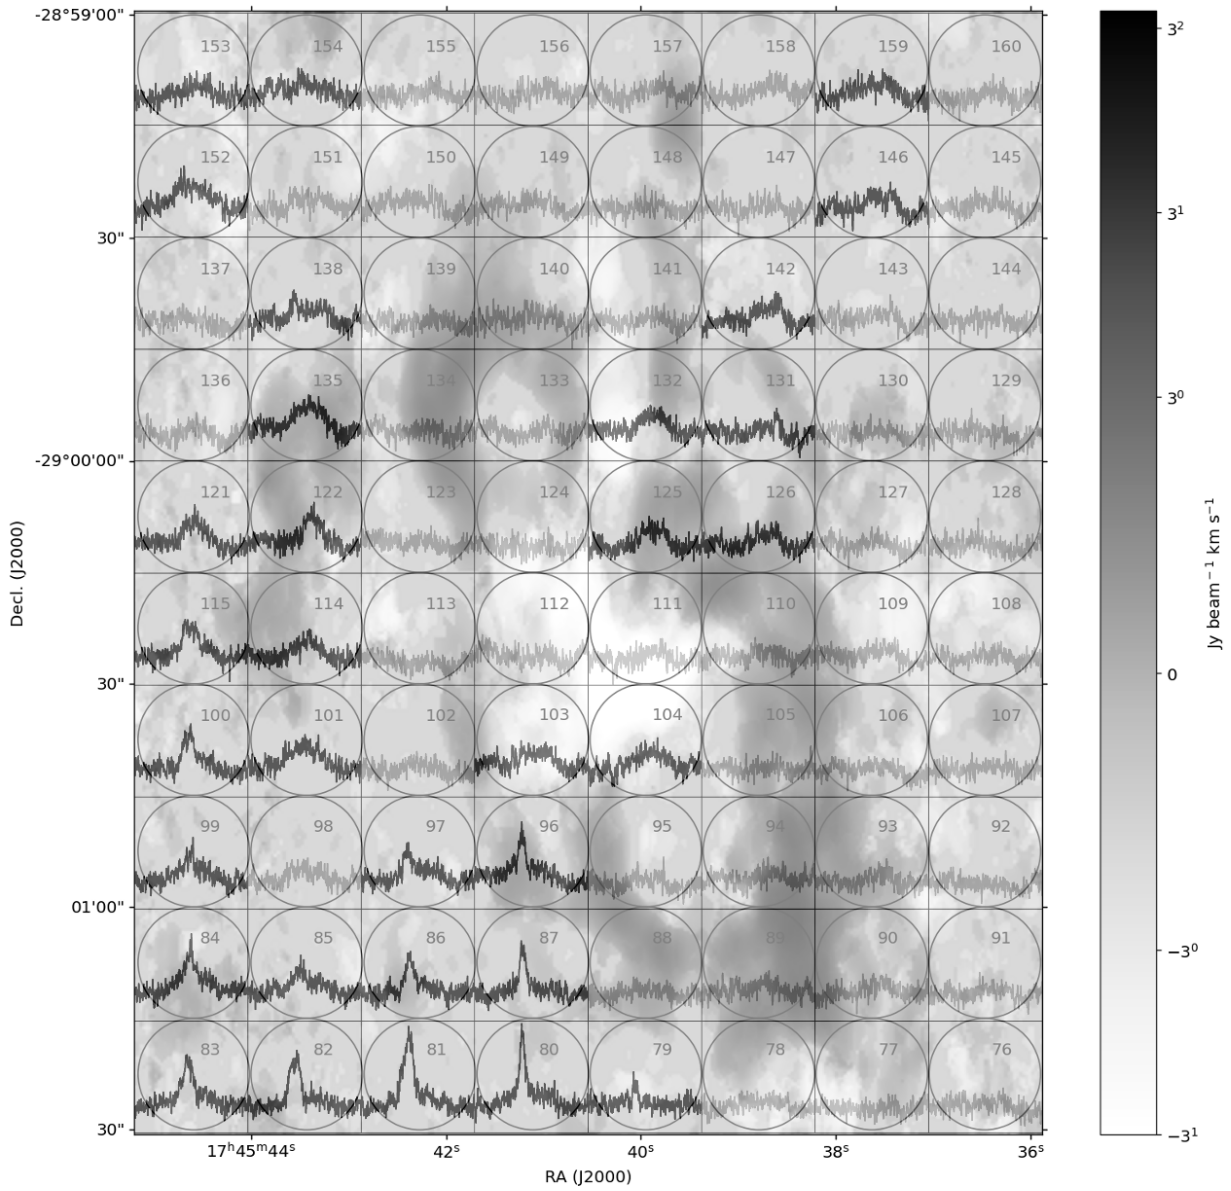 -28°59'00"
3²
153 154 155 156 157 158 159 160
152 151 150 149 148 147 146 145
3¹
30"
137 138 139 140 141 142 143 144
136 135 134 133 132 131 130 129
3⁰
-29°00'00"
121 122 123 124 125 126 127 128
Decl. (J2000)
Jy beam⁻¹ km s⁻¹
115 114 113 112 111 110 109 108
0
30"
100 101 102 103 104 105 106 107
99 98 97 96 95 94 93 92
01'00"
84 85 86 87 88 89 90 91
−3⁰
83 82 81 80 79 78 77 76
30"
−3¹
17ʰ45ᵐ44ˢ 42ˢ 40ˢ 38ˢ 36ˢ
RA (J2000)